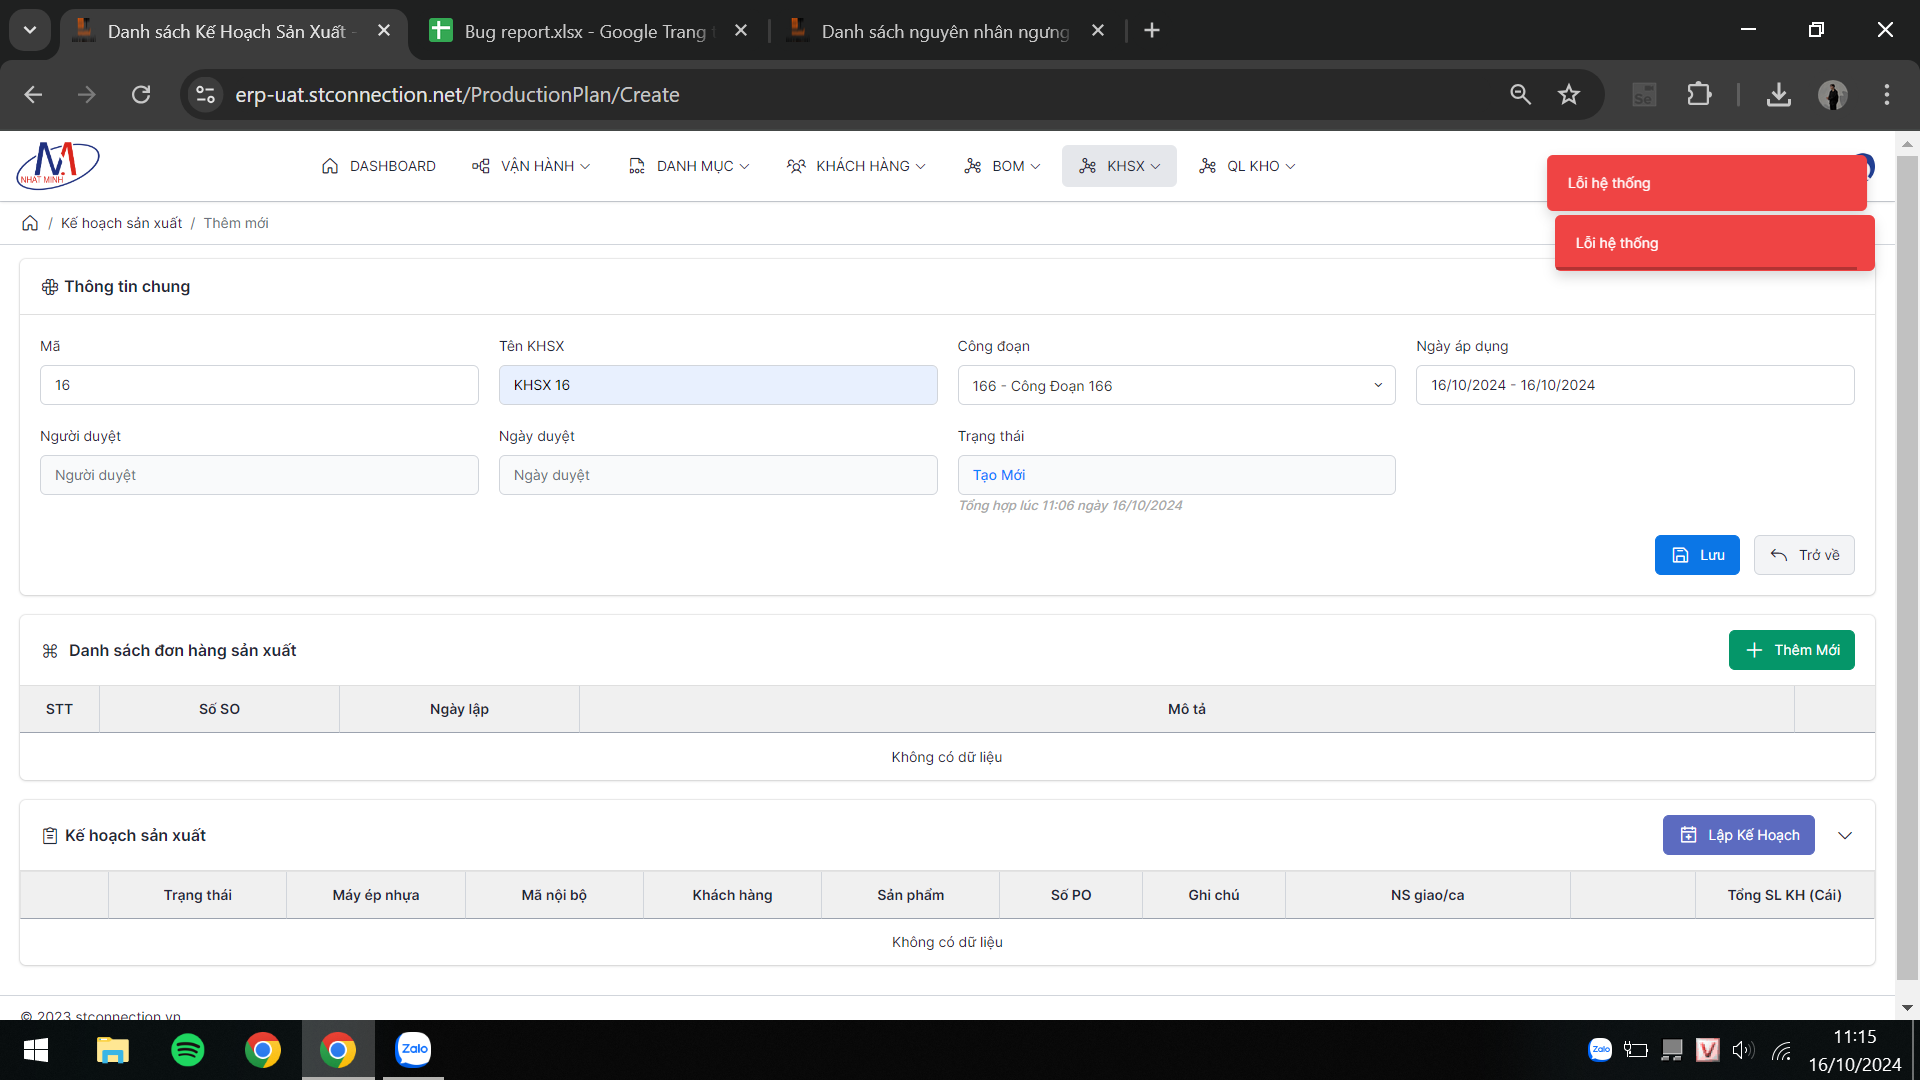 Danh sách Kế Hoạch Sản Xuất -
Bug report.xlsx - Google Trang
Danh sách nguyên nhân ngưng
erp-uat.stconnection.net/ProductionPlan/Create
NHAT MINH
DASHBOARD
VẬN HÀNH
DANH MỤC
KHÁCH HÀNG
BOM
KHSX
QL KHO
Lỗi hệ thống
Lỗi hệ thống
/ Kế hoạch sản xuất / Thêm mới
Thông tin chung
Mã
Tên KHSX
Công đoạn
Ngày áp dụng
16
KHSX 16
166 - Công Đoạn 166
16/10/2024 - 16/10/2024
Người duyệt
Ngày duyệt
Trạng thái
Người duyệt
Ngày duyệt
Tạo Mới
Tổng hợp lúc 11:06 ngày 16/10/2024
Lưu
Trở về
Danh sách đơn hàng sản xuất
Thêm Mới
STT
Số SO
Ngày lập
Mô tả
Không có dữ liệu
Kế hoạch sản xuất
Lập Kế Hoạch
Trạng thái
Máy ép nhựa
Mã nội bộ
Khách hàng
Sản phẩm
Số PO
Ghi chú
NS giao/ca
Tổng SL KH (Cái)
Không có dữ liệu
© 2023 stconnection.vn
Zalo
Zalo
V
11:15
16/10/2024